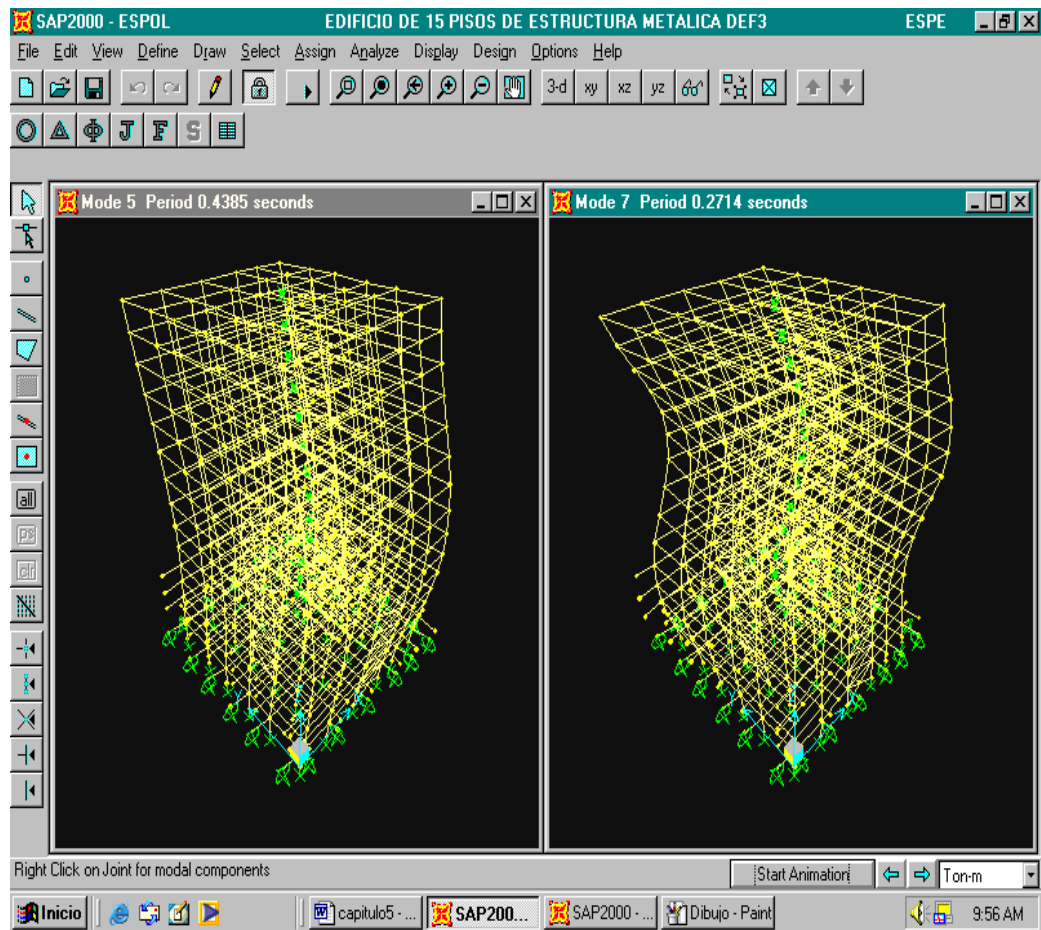 SAP2000 - ESPOL EDIFICIO DE 15 PISOS DE ESTRUCTURA METALICA DEF3 ESPE
File Edit View Define Draw Select Assign Analyze Display Design Options Help
3-d xy xz yz
J F S
Mode 5 Period 0.4385 seconds
Mode 7 Period 0.2714 seconds
all
ps
clr
Right Click on Joint for modal components
Start Animation
Ton-m
Inicio
capitulo5 - ...
SAP200...
SAP2000 - ...
Dibujo - Paint
9:56 AM